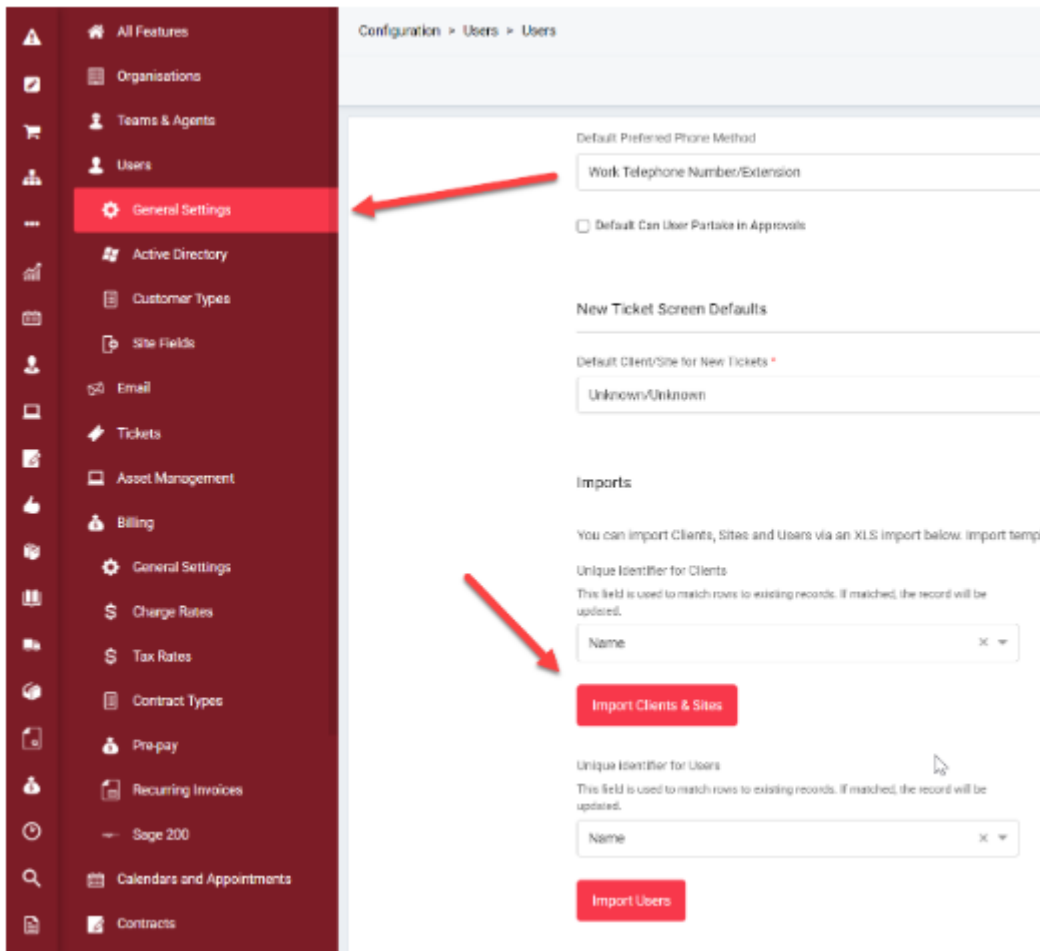 All Features
Organisations
Teams & Agents
Users
General Settings
Active Directory
Customer Types
Site Fields
Email
Tickets
Asset Management
Billing
General Settings
Charge Rates
Tax Rates
Contract Types
Pre-pay
Recurring Invoices
Sage 200
Calendars and Appointments
Contracts
Configuration > Users > Users
Default Preferred Phone Method
Work Telephone Number/Extension
Default Can User Partake in Approvals
New Ticket Screen Defaults
Default Client/Site for New Tickets *
Unknown/Unknown
Imports
You can import Clients, Sites and Users via an XLS import below. Import temp
Unique Identifier for Clients
This field is used to match rows to existing records. If matched, the record will be
updated.
Name
Import Clients & Sites
Unique Identifier for Users
This field is used to match rows to existing records. If matched, the record will be
updated.
Name
Import Users